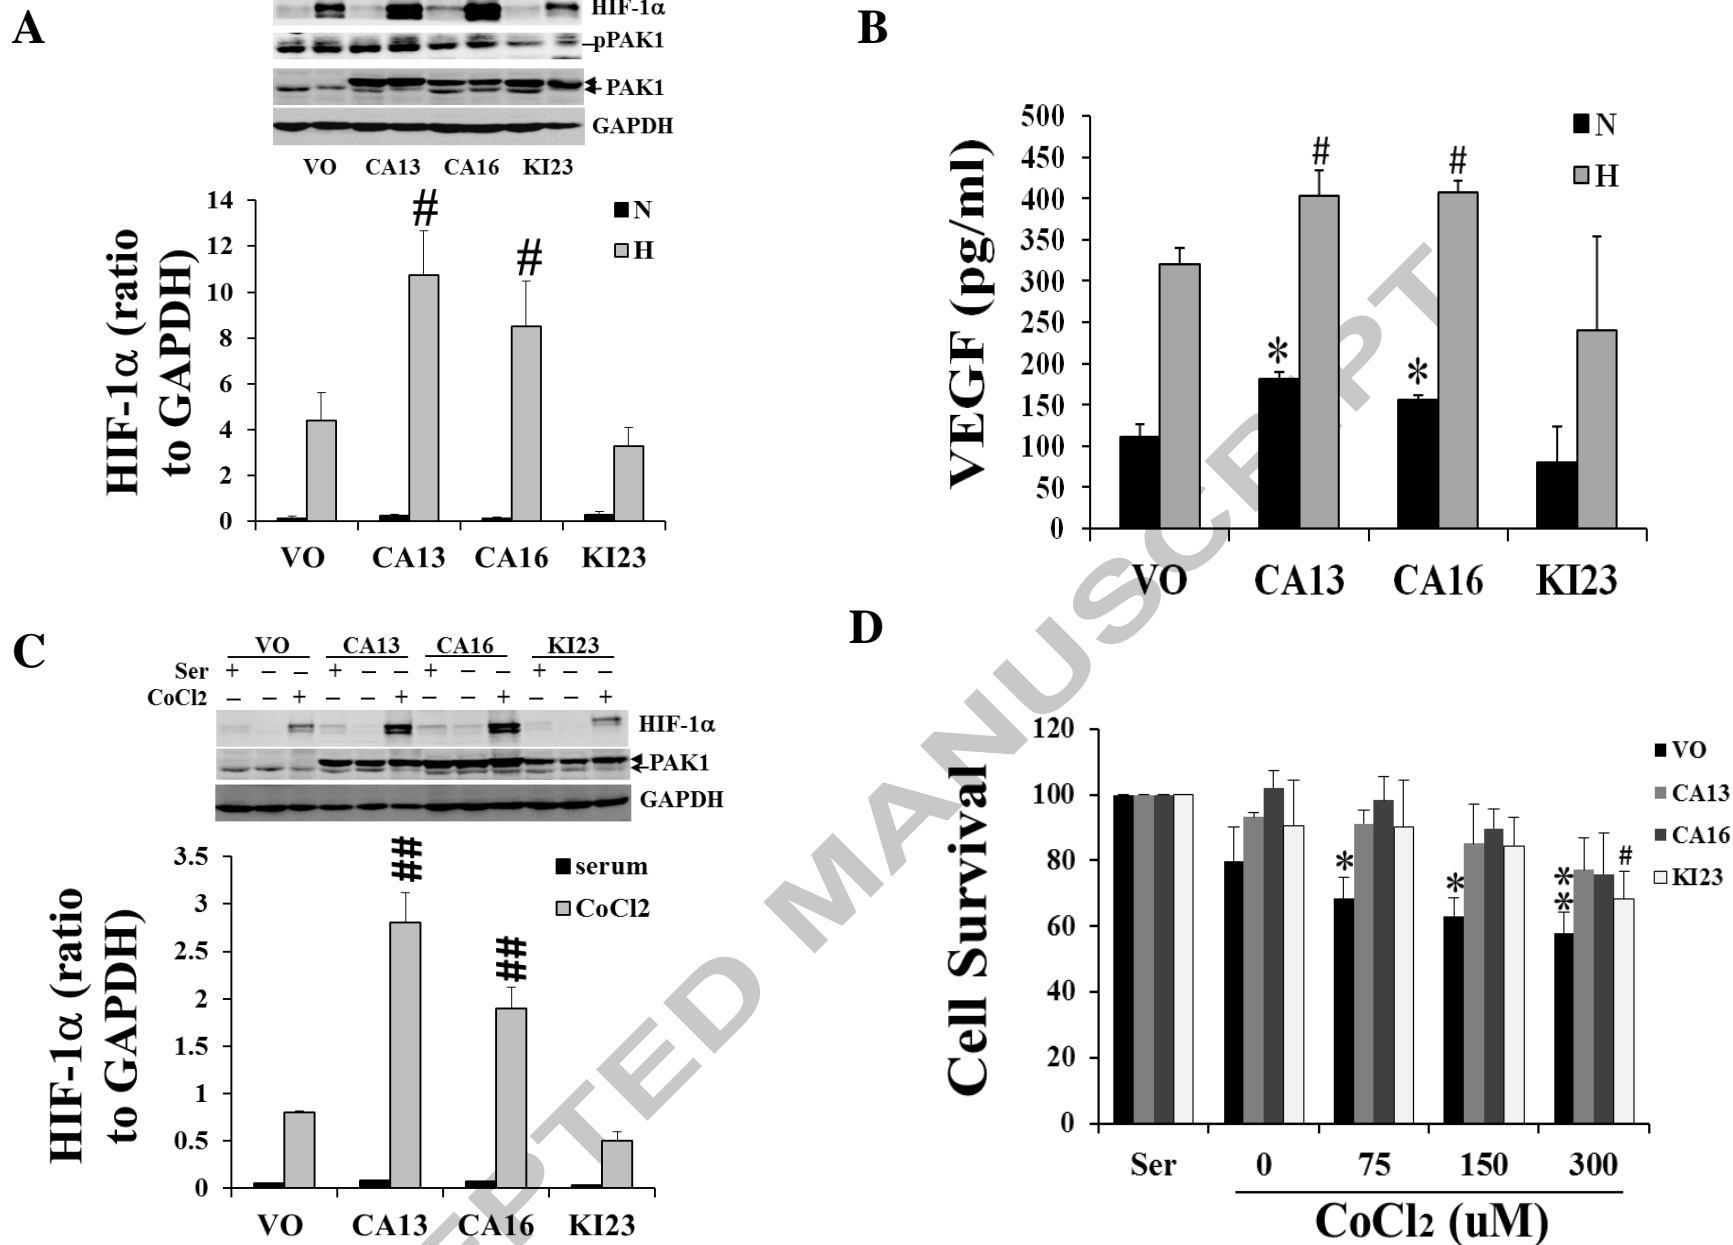 A
HIF-1α
pPAK1
PAK1
GAPDH
VO CA13 CA16 KI23
HIF-1α (ratio
to GAPDH)
14
12
10
8
6
4
2
0
# #
N
H
VO CA13 CA16 KI23
B
VEGF (pg/ml)
500
450
400
350
300
250
200
150
100
50
0
* # * #
N
H
VO CA13 CA16 KI23
C
VO CA13 CA16 KI23
Ser + – – + – – + – – + – –
CoCl2 – – + – – + – – + – – +
HIF-1α
PAK1
GAPDH
HIF-1α (ratio
to GAPDH)
3.5
3
2.5
2
1.5
1
0.5
0
## ##
serum
CoCl2
VO CA13 CA16 KI23
D
Cell Survival
120
100
80
60
40
20
0
* * ** #
VO
CA13
CA16
KI23
Ser 0 75 150 300
CoCl2 (uM)
PTED MANUSCRIPT